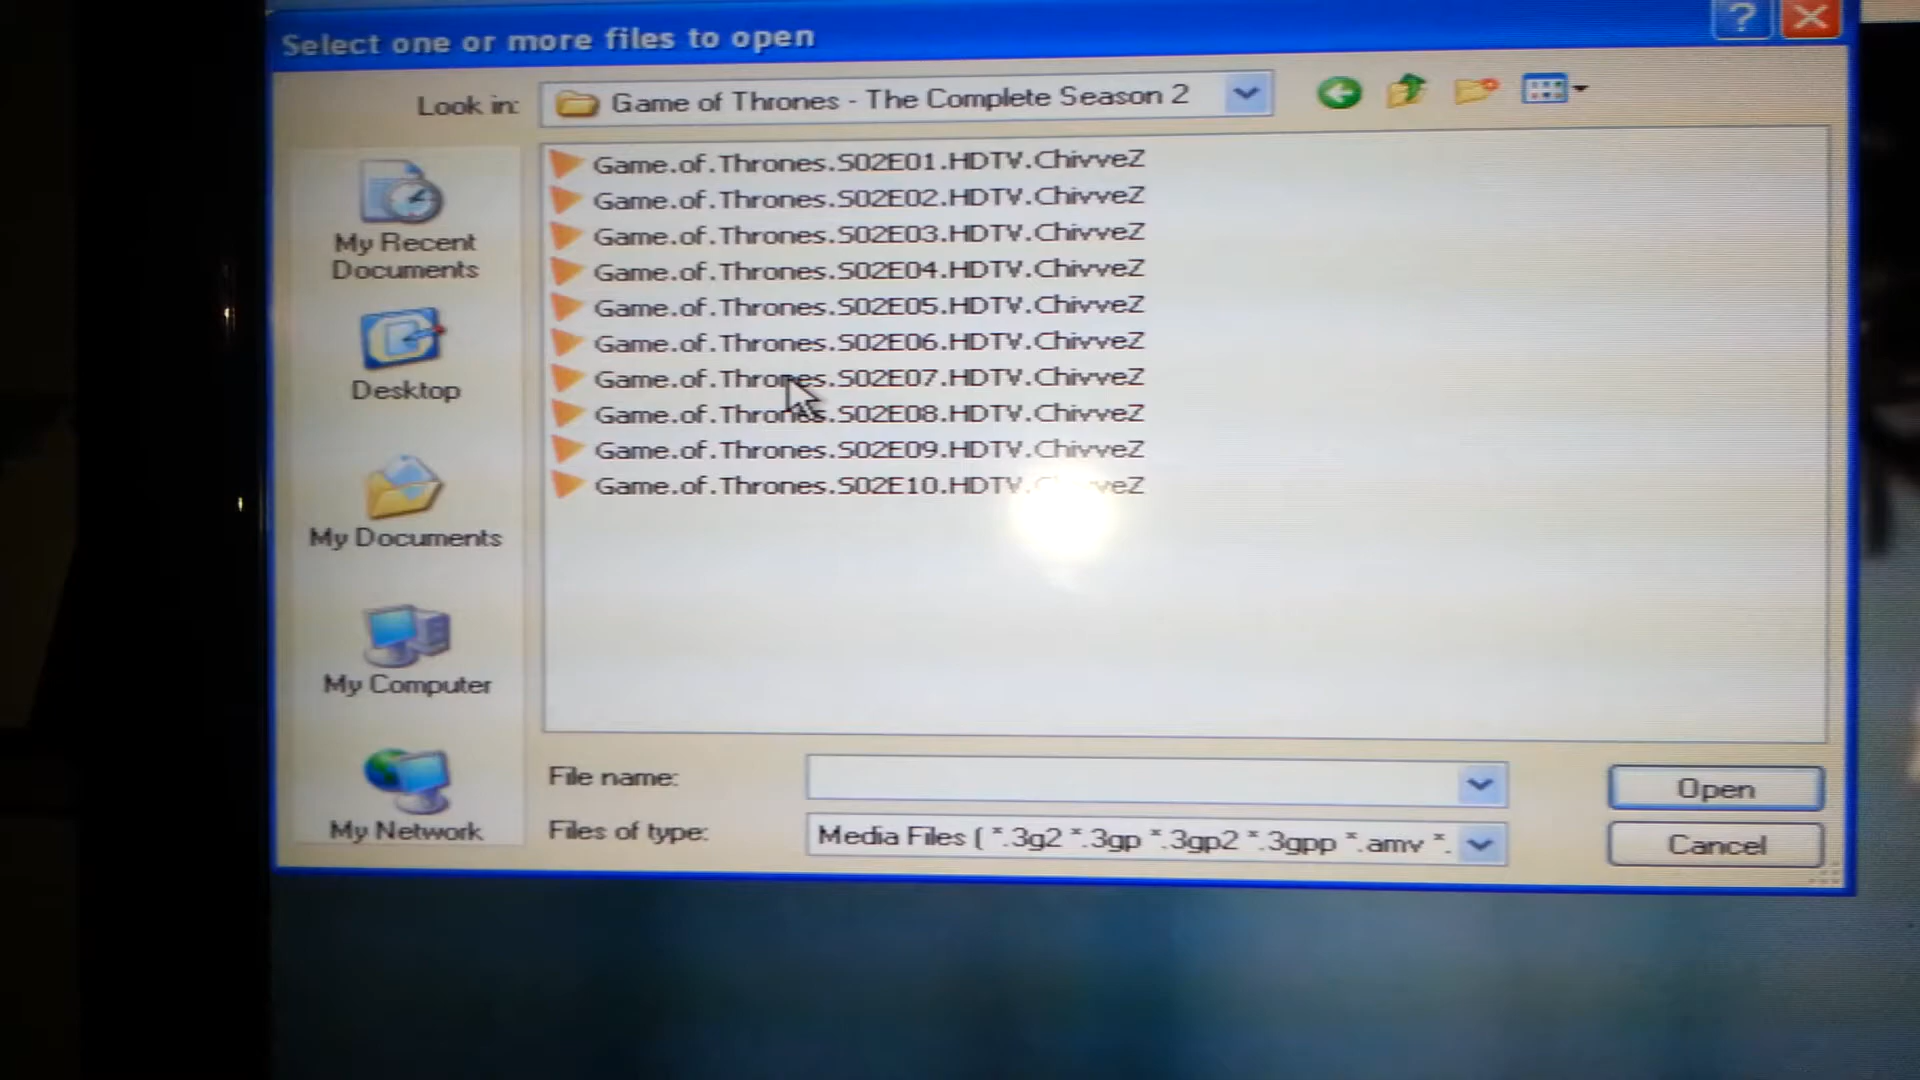 Select one or more files to open
?
Look in:
Game of Thrones - The Complete Season 2
Game.of.Thrones.S02E01.HDTV.ChivveZ
Game.of.Thrones.S02E02.HDTV.ChivveZ
Game.of.Thrones.S02E03.HDTV.ChivveZ
Game.of.Thrones.S02E04.HDTV.ChivveZ
Game.of.Thrones.S02E05.HDTV.ChivveZ
Game.of.Thrones.S02E06.HDTV.ChivveZ
Game.of.Thrones.S02E07.HDTV.ChivveZ
Game.of.Thrones.S02E08.HDTV.ChivveZ
Game.of.Thrones.S02E09.HDTV.ChivveZ
Game.of.Thrones.S02E10.HDTV.ChivveZ
My Recent
Documents
Desktop
My Documents
My Computer
My Network
File name:
Open
Files of type:
Media Files ( *.3g2 *.3gp *.3gp2 *.3gpp *.amv *.
Cancel